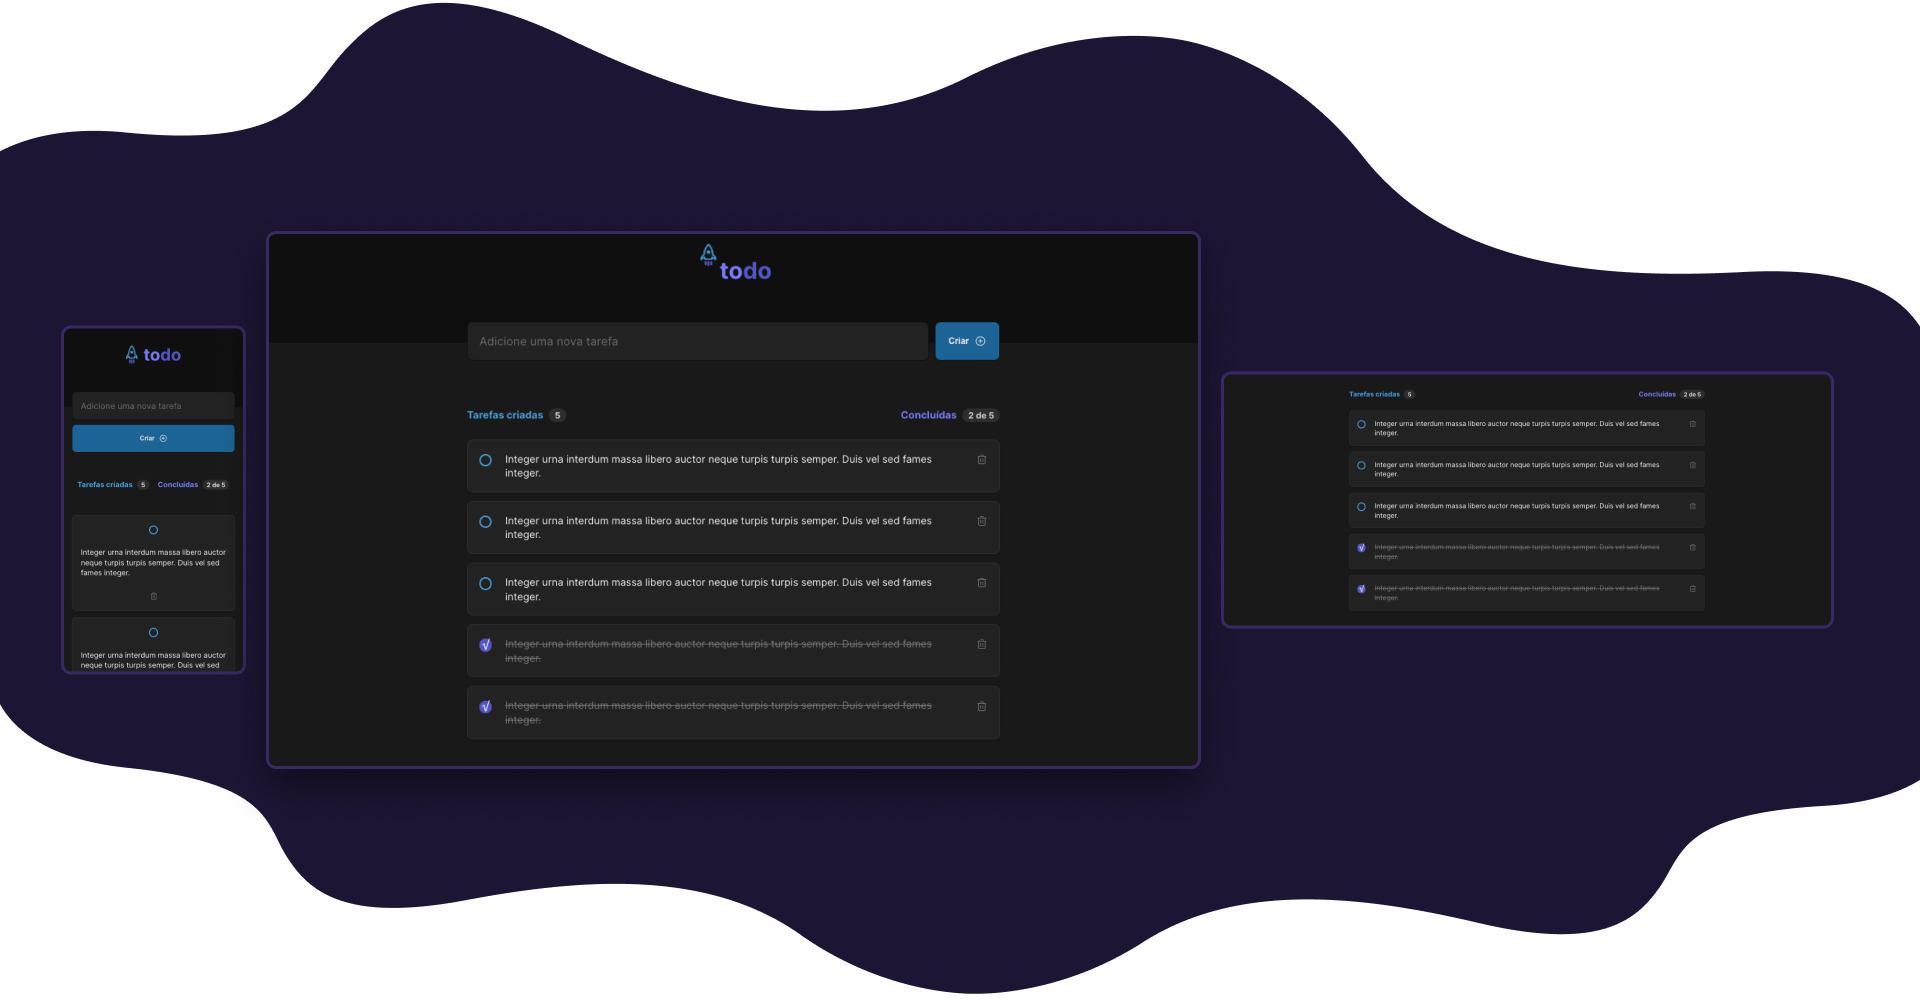 todo
Adicione uma nova tarefa
Criar
Tarefas criadas 5 Concluídas 2 de 5
Integer urna interdum massa libero auctor
neque turpis turpis semper. Duis vel sed
fames integer.
Integer urna interdum massa libero auctor
neque turpis turpis semper. Duis vel sed
todo
Adicione uma nova tarefa Criar
Tarefas criadas 5 Concluídas 2 de 5
Integer urna interdum massa libero auctor neque turpis turpis semper. Duis vel sed fames
integer.
Integer urna interdum massa libero auctor neque turpis turpis semper. Duis vel sed fames
integer.
Integer urna interdum massa libero auctor neque turpis turpis semper. Duis vel sed fames
integer.
Integer urna interdum massa libero auctor neque turpis turpis semper. Duis vel sed fames
integer.
Integer urna interdum massa libero auctor neque turpis turpis semper. Duis vel sed fames
integer.
Tarefas criadas 5 Concluídas 2 de 5
Integer urna interdum massa libero auctor neque turpis turpis semper. Duis vel sed fames
integer.
Integer urna interdum massa libero auctor neque turpis turpis semper. Duis vel sed fames
integer.
Integer urna interdum massa libero auctor neque turpis turpis semper. Duis vel sed fames
integer.
Integer urna interdum massa libero auctor neque turpis turpis semper. Duis vel sed fames
integer.
Integer urna interdum massa libero auctor neque turpis turpis semper. Duis vel sed fames
integer.